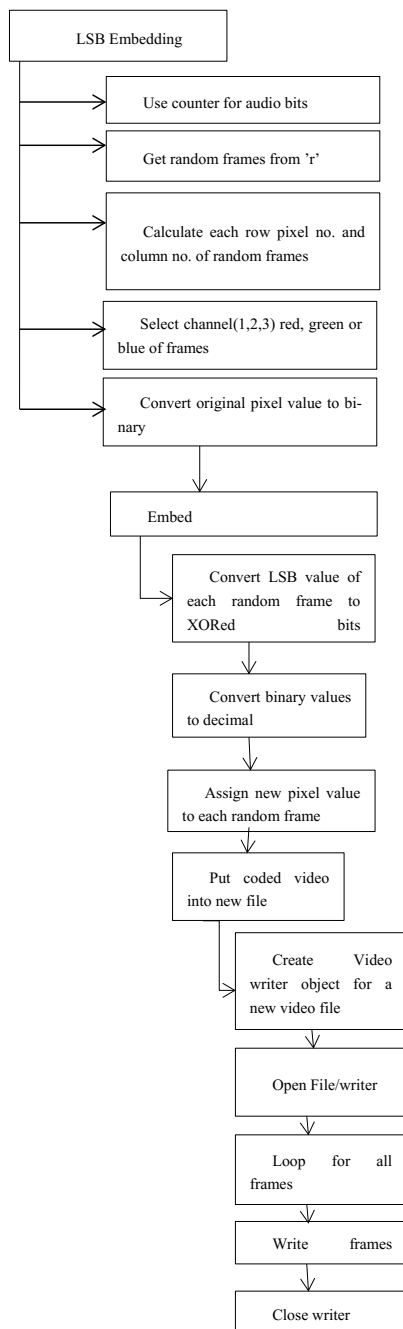 LSB Embedding
Use counter for audio bits
Get random frames from ’r’
Calculate each row pixel no. and
column no. of random frames
Select channel(1,2,3) red, green or
blue of frames
Convert original pixel value to bi-
nary
Embed
Convert LSB value of
each random frame to
XORed bits
Convert binary values
to decimal
Assign new pixel value
to each random frame
Put coded video
into new file
Create Video
writer object for a
new video file
Open File/writer
Loop for all
frames
Write frames
Close writer